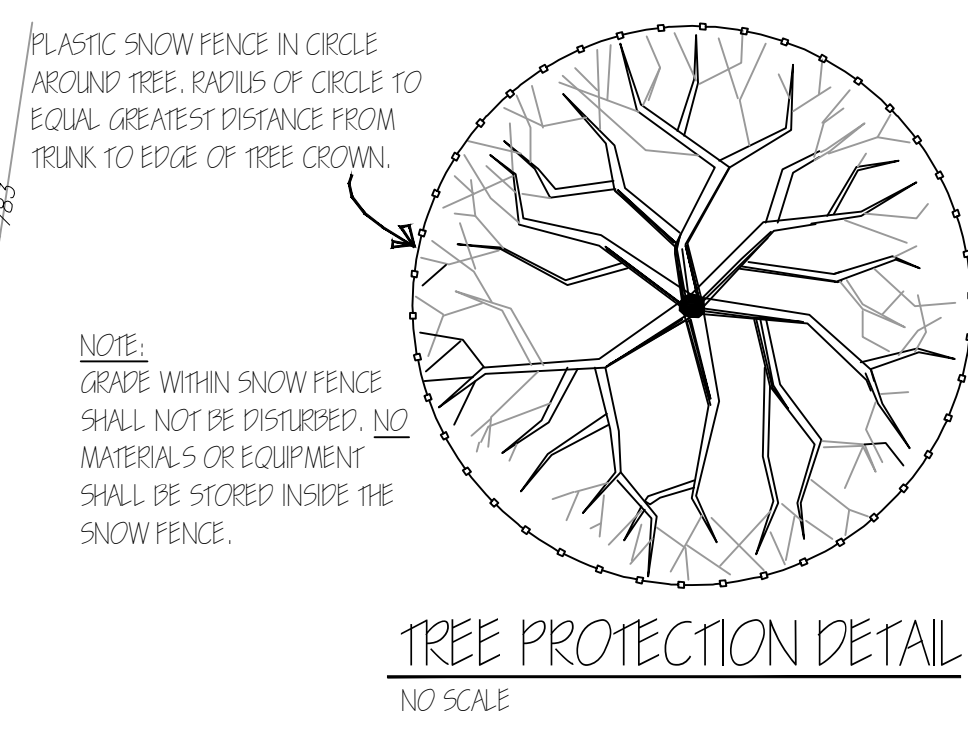 PLASTIC SNOW FENCE IN CIRCLE
AROUND TREE. RADIUS OF CIRCLE TO
EQUAL GREATEST DISTANCE FROM
TRUNK TO EDGE OF TREE CROWN.
783
NOTE:
GRADE WITHIN SNOW FENCE
SHALL NOT BE DISTURBED. NO
MATERIALS OR EQUIPMENT
SHALL BE STORED INSIDE THE
SNOW FENCE.
TREE PROTECTION DETAIL
NO SCALE